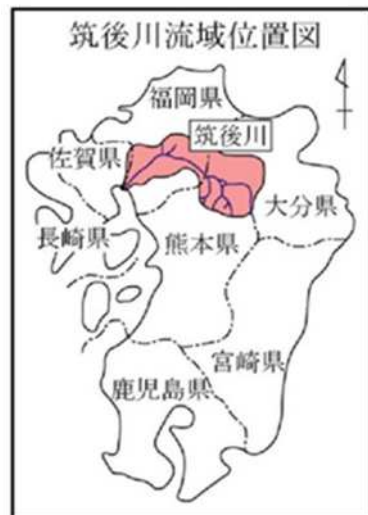 筑後川流域位置図
福岡県
筑後川
佐賀県
大分県
長崎県
熊本県
宮崎県
鹿児島県